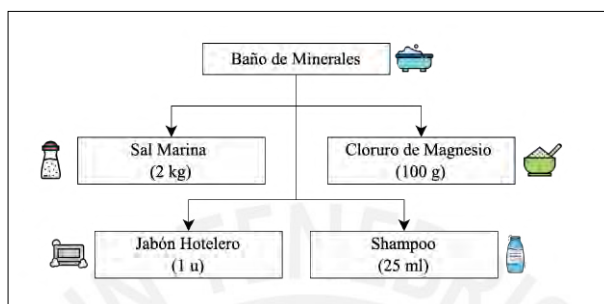 Baño de Minerales
Sal Marina
(2 kg)
Cloruro de Magnesio
(100 g)
Jabón Hotelero
(1 u)
Shampoo
(25 ml)